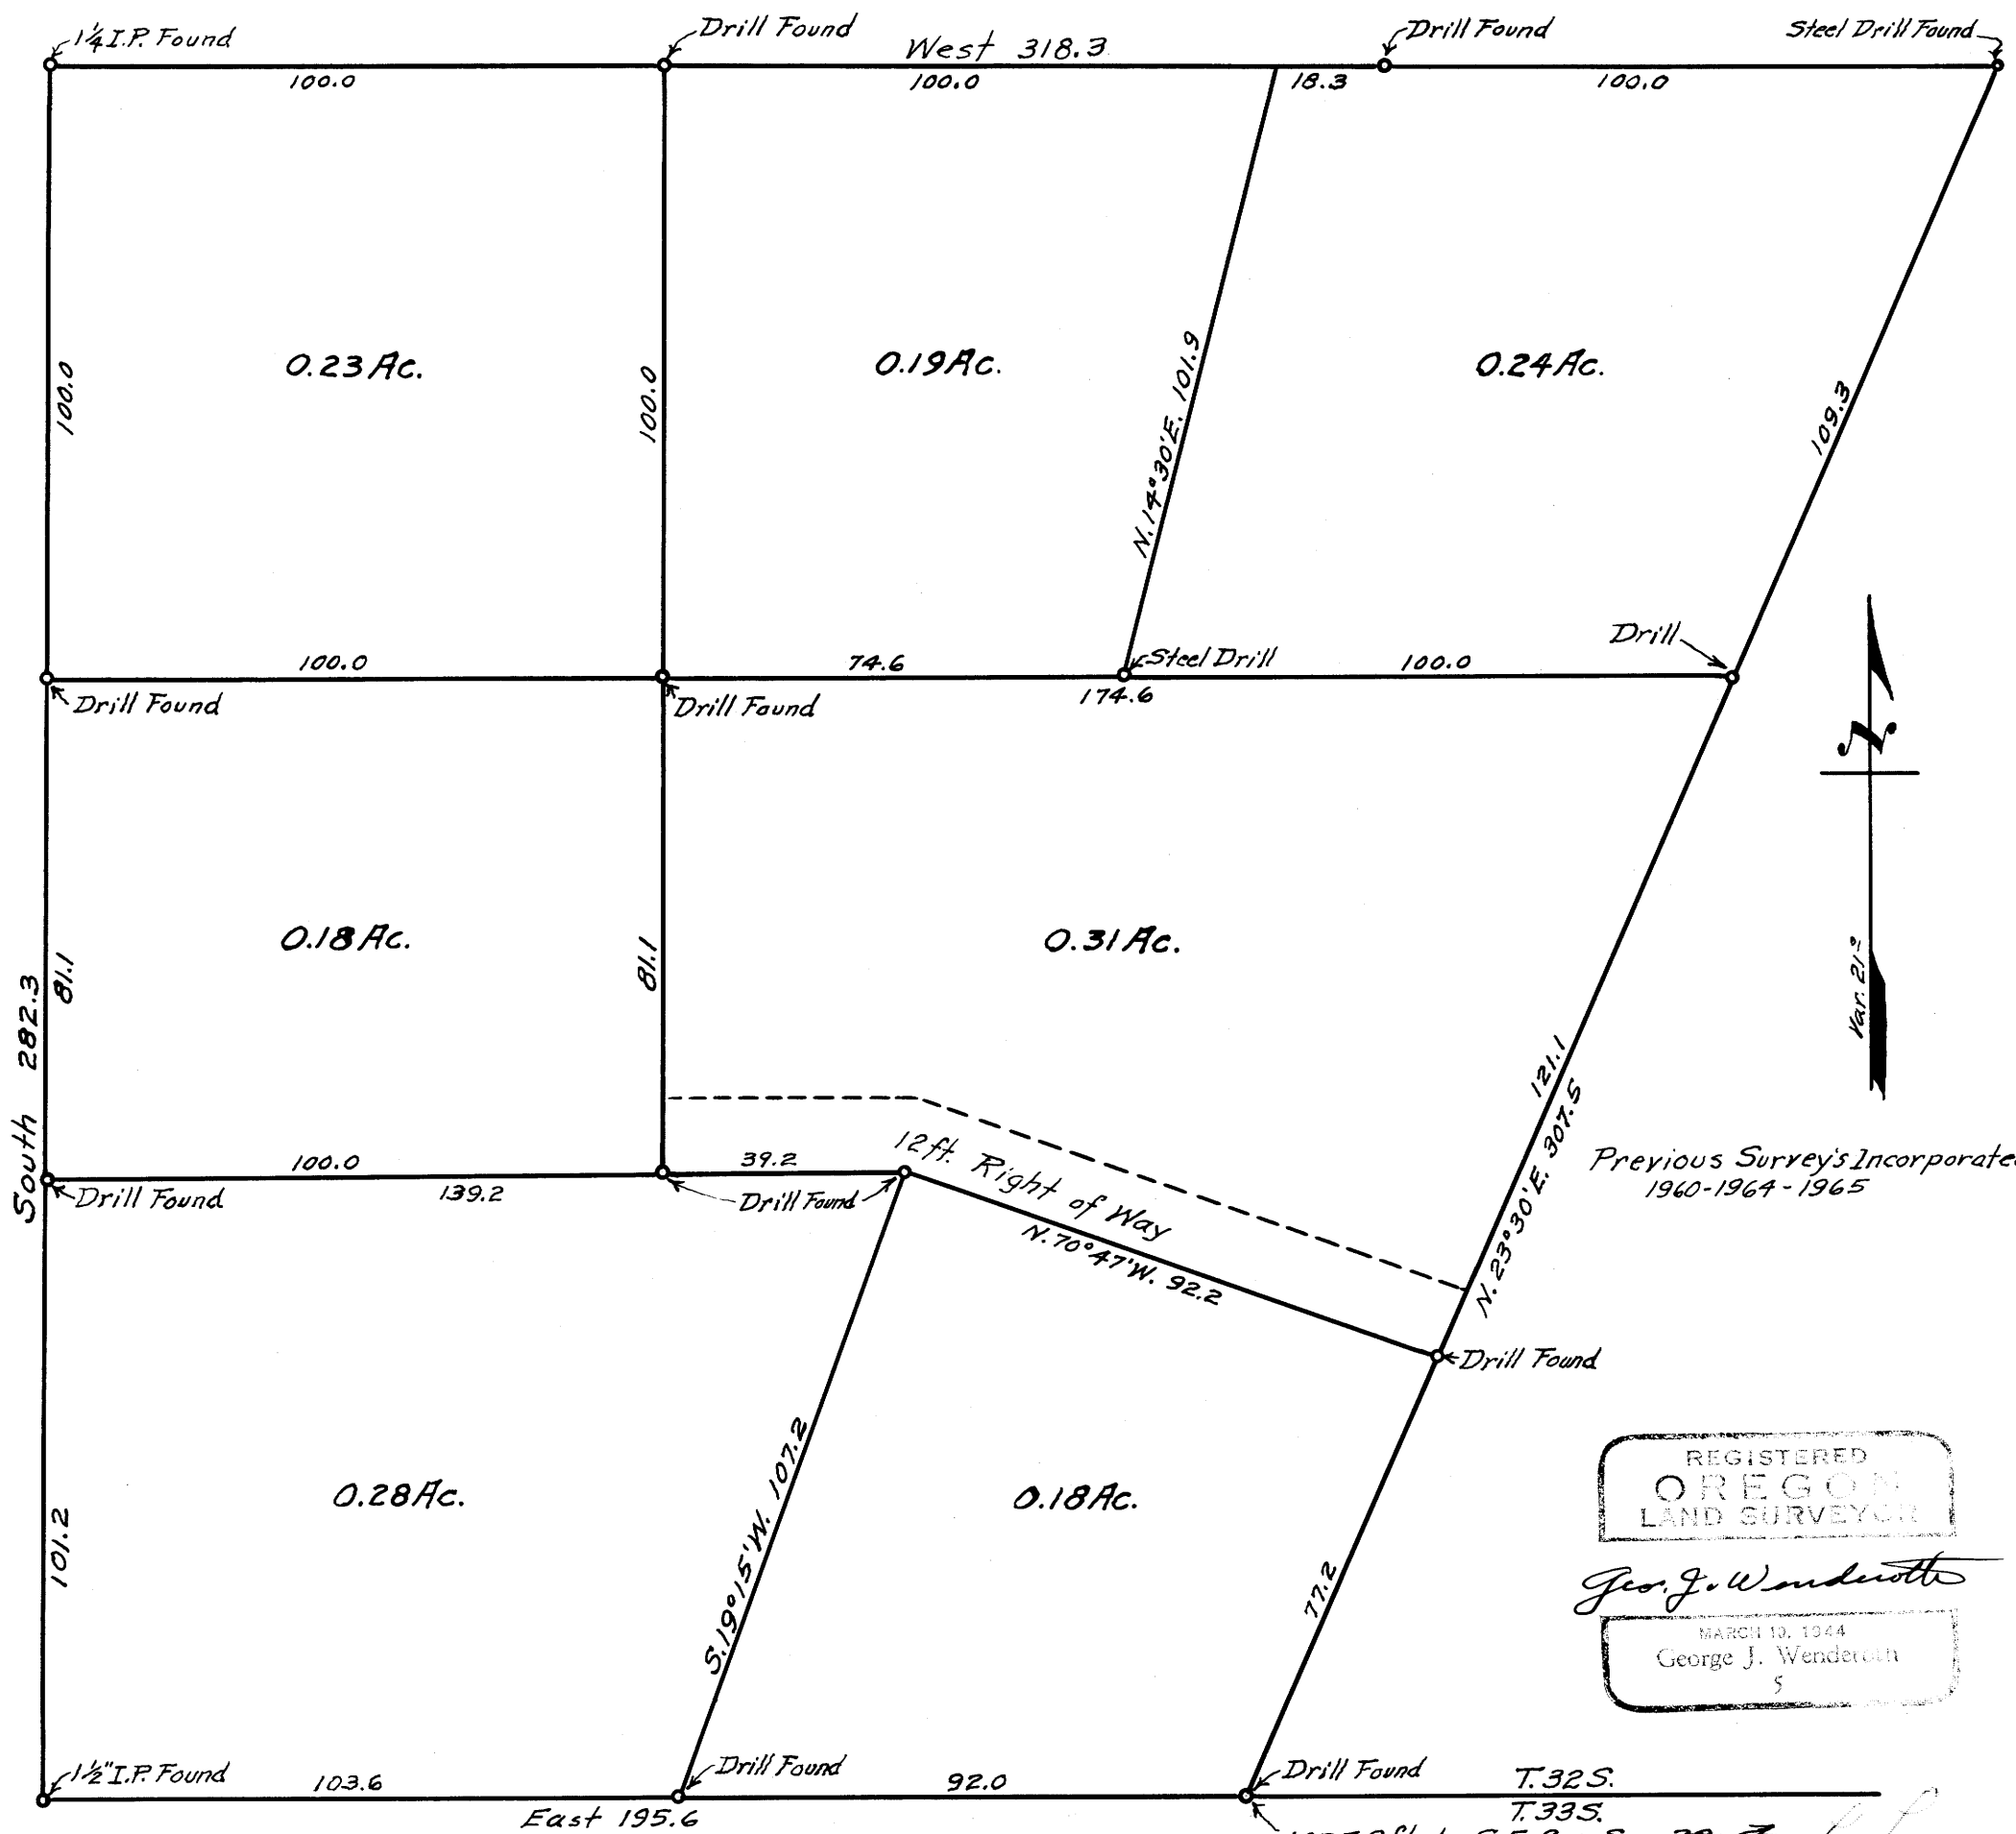 1¼ I.P. Found
Drill Found
West 318.3
Drill Found
Steel Drill Found
100.0
100.0
18.3
100.0
0.23 Ac.
0.19 Ac.
0.24 Ac.
100.0
100.0
N.14°30'E. 101.9
109.3
100.0
74.6
Steel Drill
100.0
Drill
Drill Found
Drill Found
174.6
0.18 Ac.
0.31 Ac.
South 282.3
81.1
81.1
121.1
N.23°30'E. 307.5
Var. 21°
100.0
139.2
39.2
Drill Found
Drill Found
12 ft. Right of Way
N.70°47'W. 92.2
Previous Survey's Incorporate
1960-1964-1965
Drill Found
0.28 Ac.
0.18 Ac.
101.2
S.19°15'W. 107.2
77.2
REGISTERED
OREGON
LAND SURVEYOR
Geo. J. Wenderoth
MARCH 10, 1944
George J. Wenderoth
5
1½" I.P. Found
103.6
Drill Found
92.0
Drill Found
T.32S.
East 195.6
T.33S.